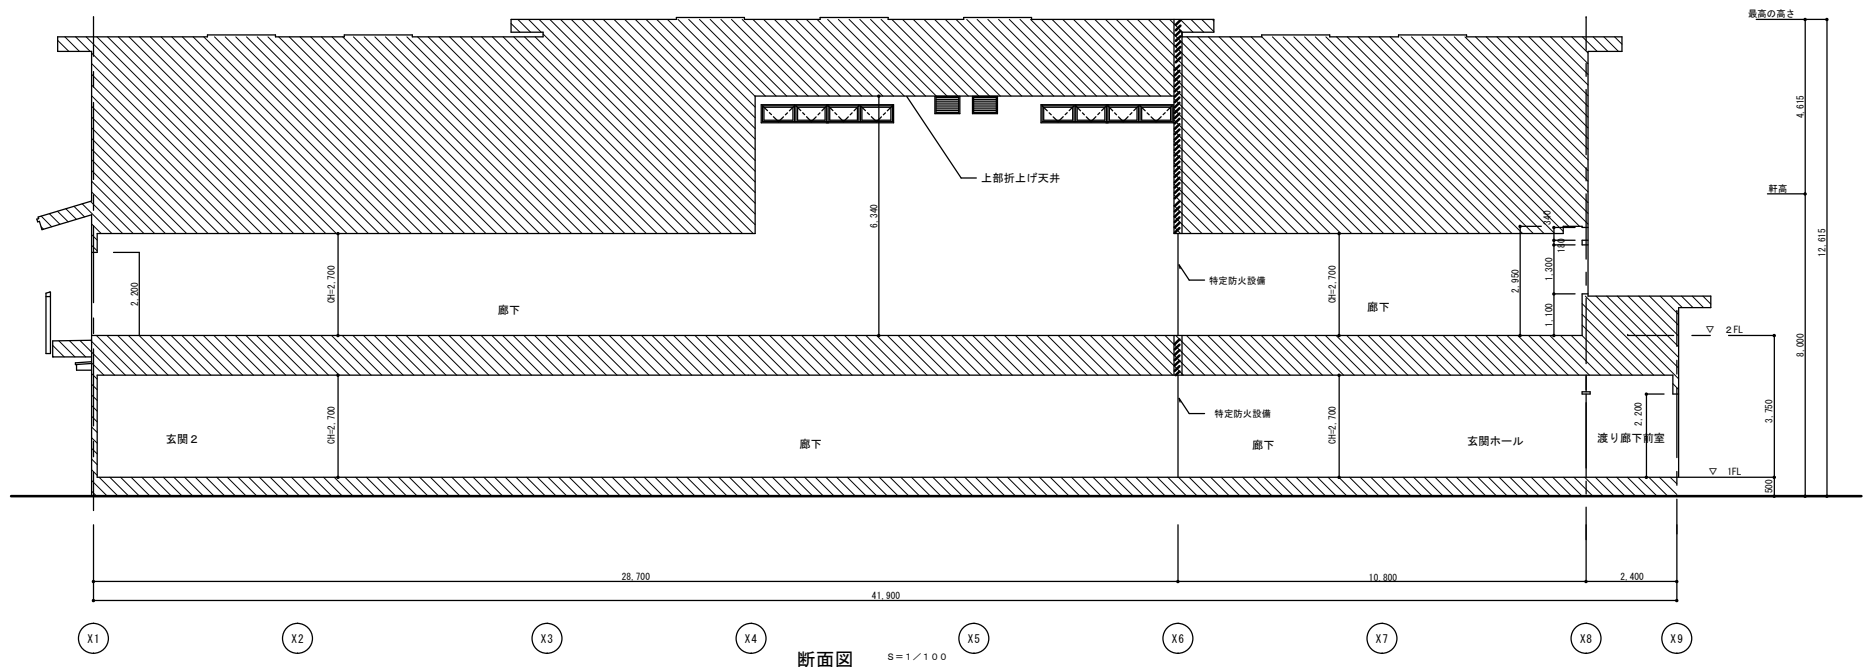 最高の高さ
4,615
上部折上げ天井
軒高
6,340
340
12,615
180
2,200
CH=2,700
廊下
特定防火設備
CH=2,700
廊下
2,950
1,300
1,100
▽ 2FL
8,000
玄関2
CH=2,700
廊下
特定防火設備
廊下
CH=2,700
玄関ホール
渡り廊下前室
2,200
3,750
▽ 1FL
500
28,700
10,800
2,400
41,900
X1
X2
X3
X4
X5
X6
X7
X8
X9
断面図 S=1/100